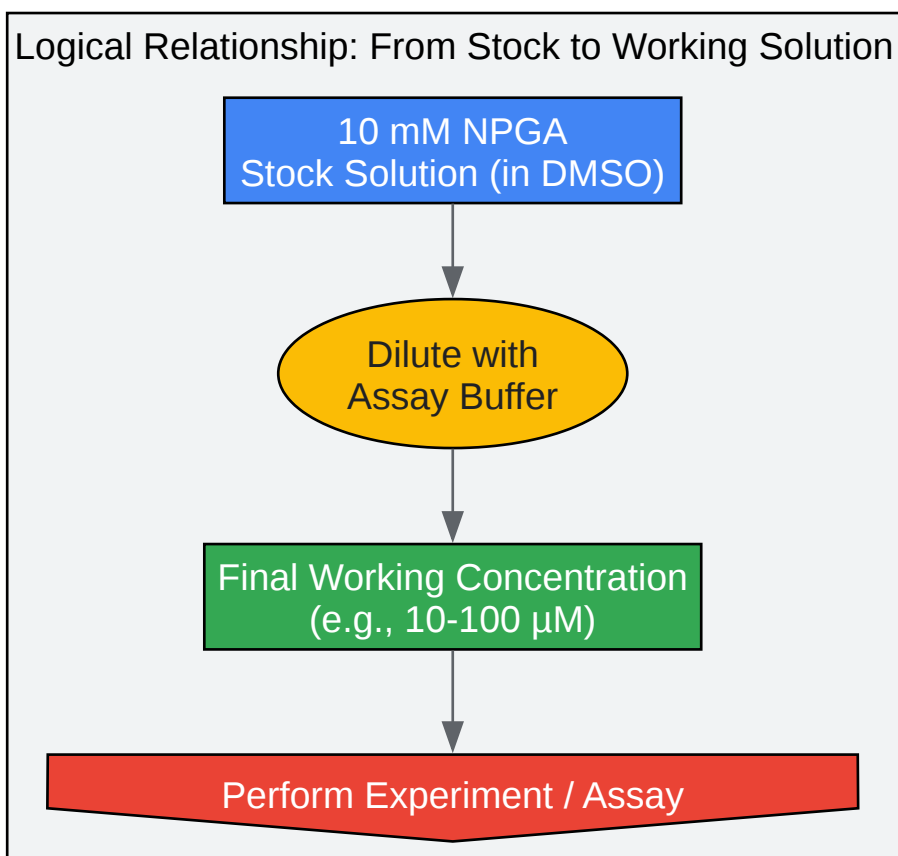 Logical Relationship: From Stock to Working Solution
10 mM NPGA
Stock Solution (in DMSO)
Dilute with
Assay Buffer
Final Working Concentration
(e.g., 10-100 µM)
Perform Experiment / Assay